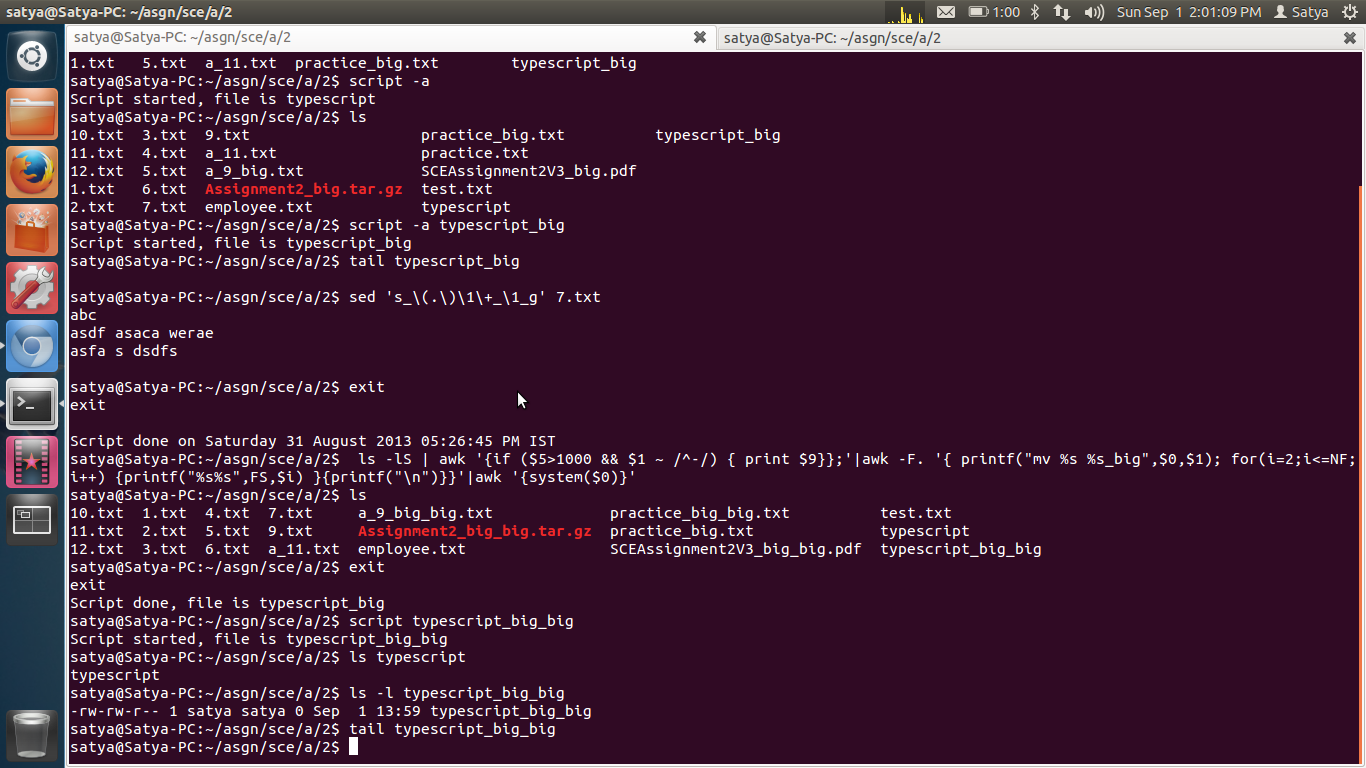 satya@Satya-PC: ~/asgn/sce/a/2
1:00
Sun Sep 1 2:01:09 PM
Satya
satya@Satya-PC: ~/asgn/sce/a/2
satya@Satya-PC: ~/asgn/sce/a/2
1.txt 5.txt a_11.txt practice_big.txt typescript_big
satya@Satya-PC:~/asgn/sce/a/2$ script -a
Script started, file is typescript
satya@Satya-PC:~/asgn/sce/a/2$ ls
10.txt 3.txt 9.txt practice_big.txt typescript_big
11.txt 4.txt a_11.txt practice.txt
12.txt 5.txt a_9_big.txt SCEAssignment2V3_big.pdf
1.txt 6.txt Assignment2_big.tar.gz test.txt
2.txt 7.txt employee.txt typescript
satya@Satya-PC:~/asgn/sce/a/2$ script -a typescript_big
Script started, file is typescript_big
satya@Satya-PC:~/asgn/sce/a/2$ tail typescript_big
satya@Satya-PC:~/asgn/sce/a/2$ sed 's_\(.\)\1\+_\1_g' 7.txt
abc
asdf asaca werae
asfa s dsdfs
satya@Satya-PC:~/asgn/sce/a/2$ exit
exit
Script done on Saturday 31 August 2013 05:26:45 PM IST
satya@Satya-PC:~/asgn/sce/a/2$  ls -lS | awk '{if ($5>1000 && $1 ~ /^-/) { print $9}};'|awk -F. '{ printf("mv %s %s_big",$0,$1); for(i=2;i<=NF;
i++) {printf("%s%s",FS,$i) }{printf("\n")}}'|awk '{system($0)}'
satya@Satya-PC:~/asgn/sce/a/2$ ls
10.txt 1.txt 4.txt 7.txt a_9_big_big.txt practice_big_big.txt test.txt
11.txt 2.txt 5.txt 9.txt Assignment2_big_big.tar.gz practice_big.txt typescript
12.txt 3.txt 6.txt a_11.txt employee.txt SCEAssignment2V3_big_big.pdf typescript_big_big
satya@Satya-PC:~/asgn/sce/a/2$ exit
exit
Script done, file is typescript_big
satya@Satya-PC:~/asgn/sce/a/2$ script typescript_big_big
Script started, file is typescript_big_big
satya@Satya-PC:~/asgn/sce/a/2$ ls typescript
typescript
satya@Satya-PC:~/asgn/sce/a/2$ ls -l typescript_big_big
-rw-rw-r-- 1 satya satya 0 Sep  1 13:59 typescript_big_big
satya@Satya-PC:~/asgn/sce/a/2$ tail typescript_big_big
satya@Satya-PC:~/asgn/sce/a/2$